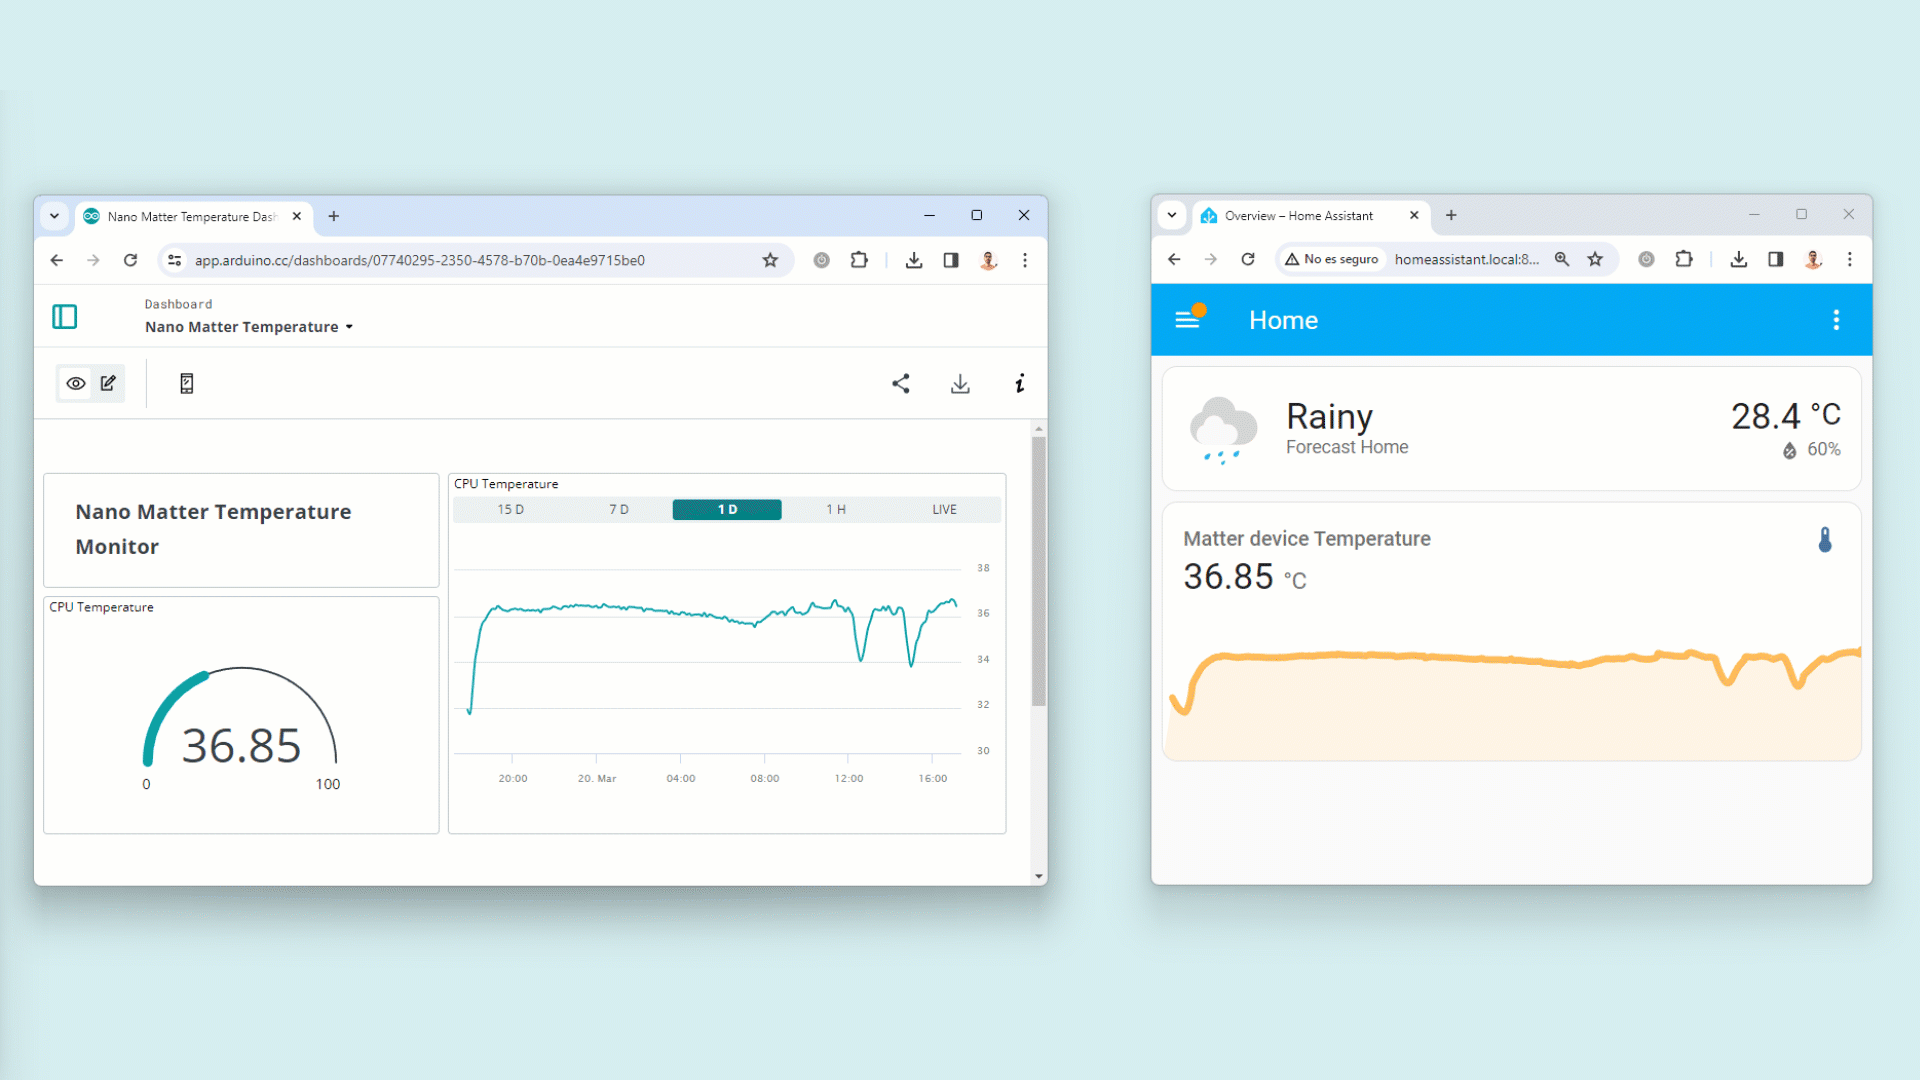 Nano Matter Temperature Dash
app.arduino.cc/dashboards/07740295-2350-4578-b70b-0ea4e9715be0
Dashboard
Nano Matter Temperature
Nano Matter Temperature
Monitor
CPU Temperature
36.85
0
100
CPU Temperature
15 D
7 D
1 D
1 H
LIVE
38
36
34
32
30
20:00
20. Mar
04:00
08:00
12:00
16:00
Overview – Home Assistant
No es seguro
homeassistant.local:8...
Home
Rainy
28.4 °C
Forecast Home
60%
Matter device Temperature
36.85 °C